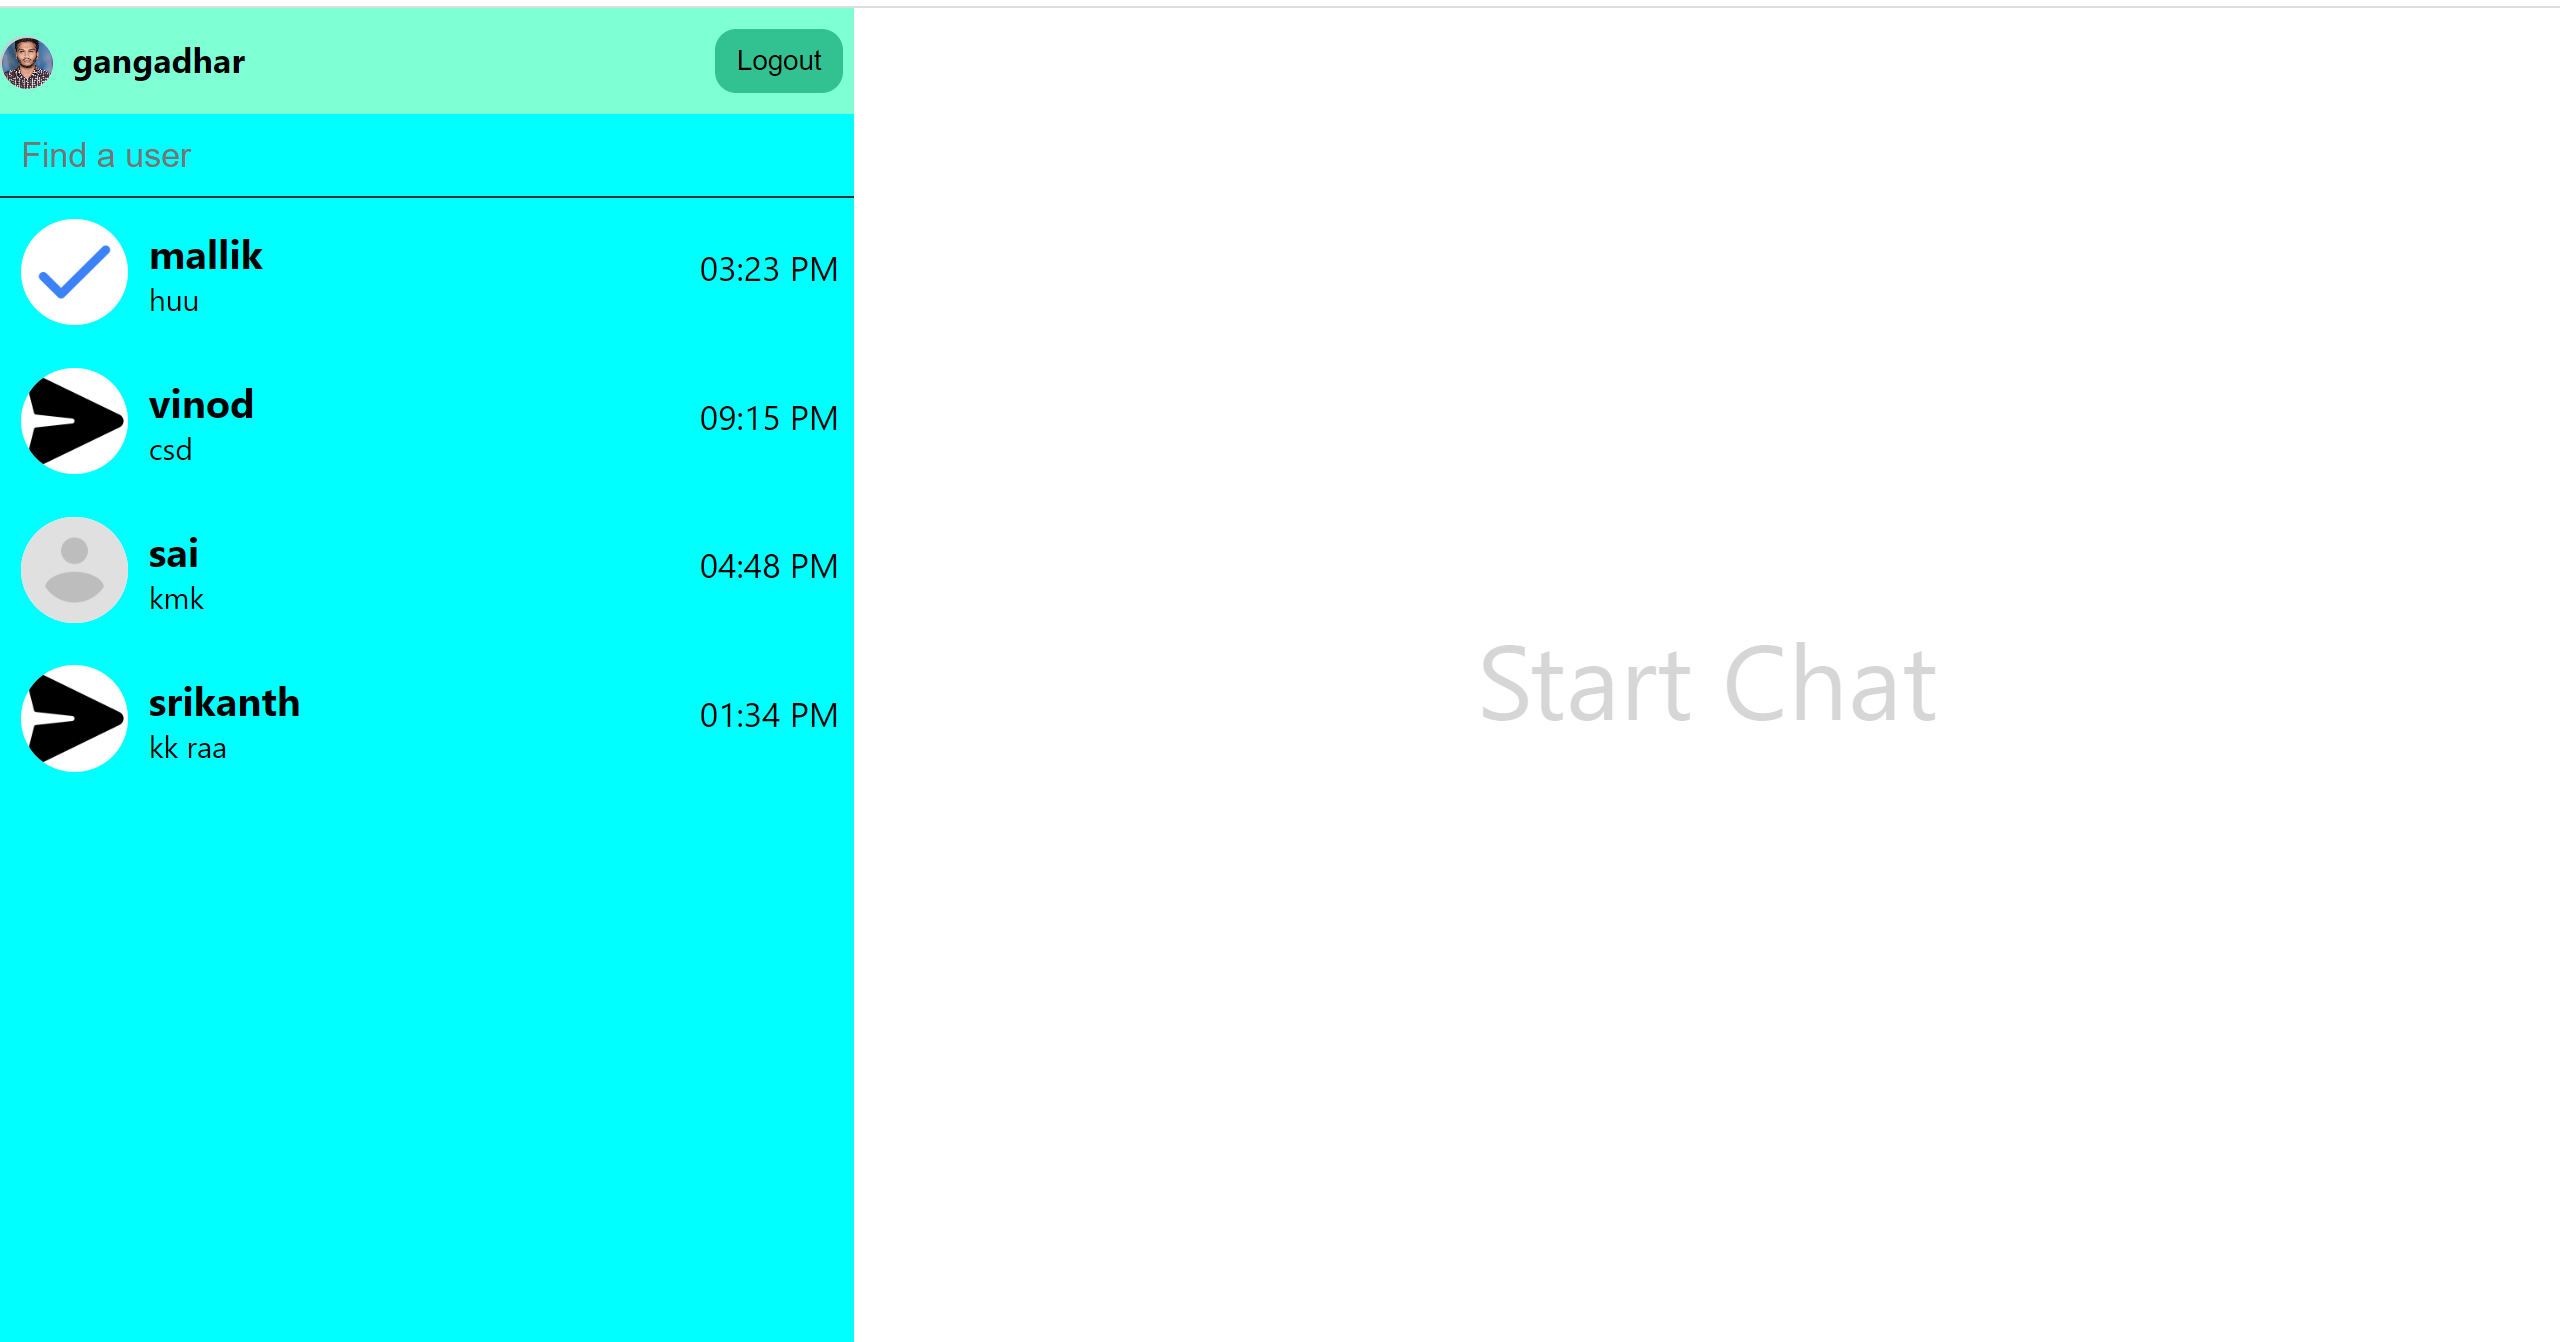 gangadhar
Logout
Find a user
mallik
03:23 PM
huu
vinod
09:15 PM
csd
sai
04:48 PM
kmk
srikanth
01:34 PM
kk raa
Start Chat